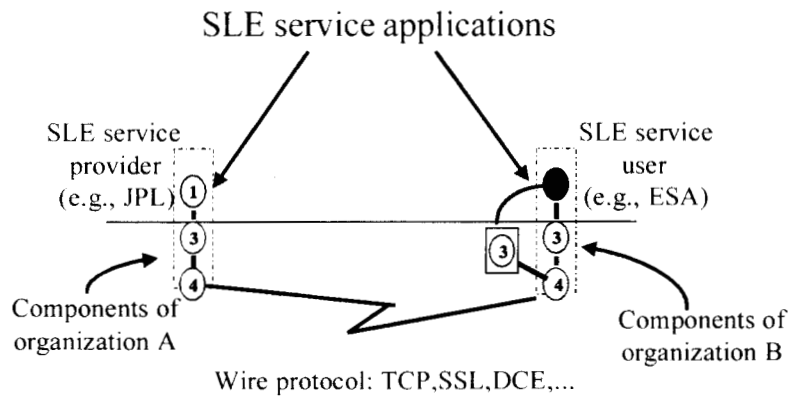 SLE service applications
SLE service
provider
(e.g., JPL)
SLE service
user
(e.g., ESA)
1
3
4
3
3
4
Components of
organization A
Components of
organization B
Wire protocol: TCP,SSL,DCE,...